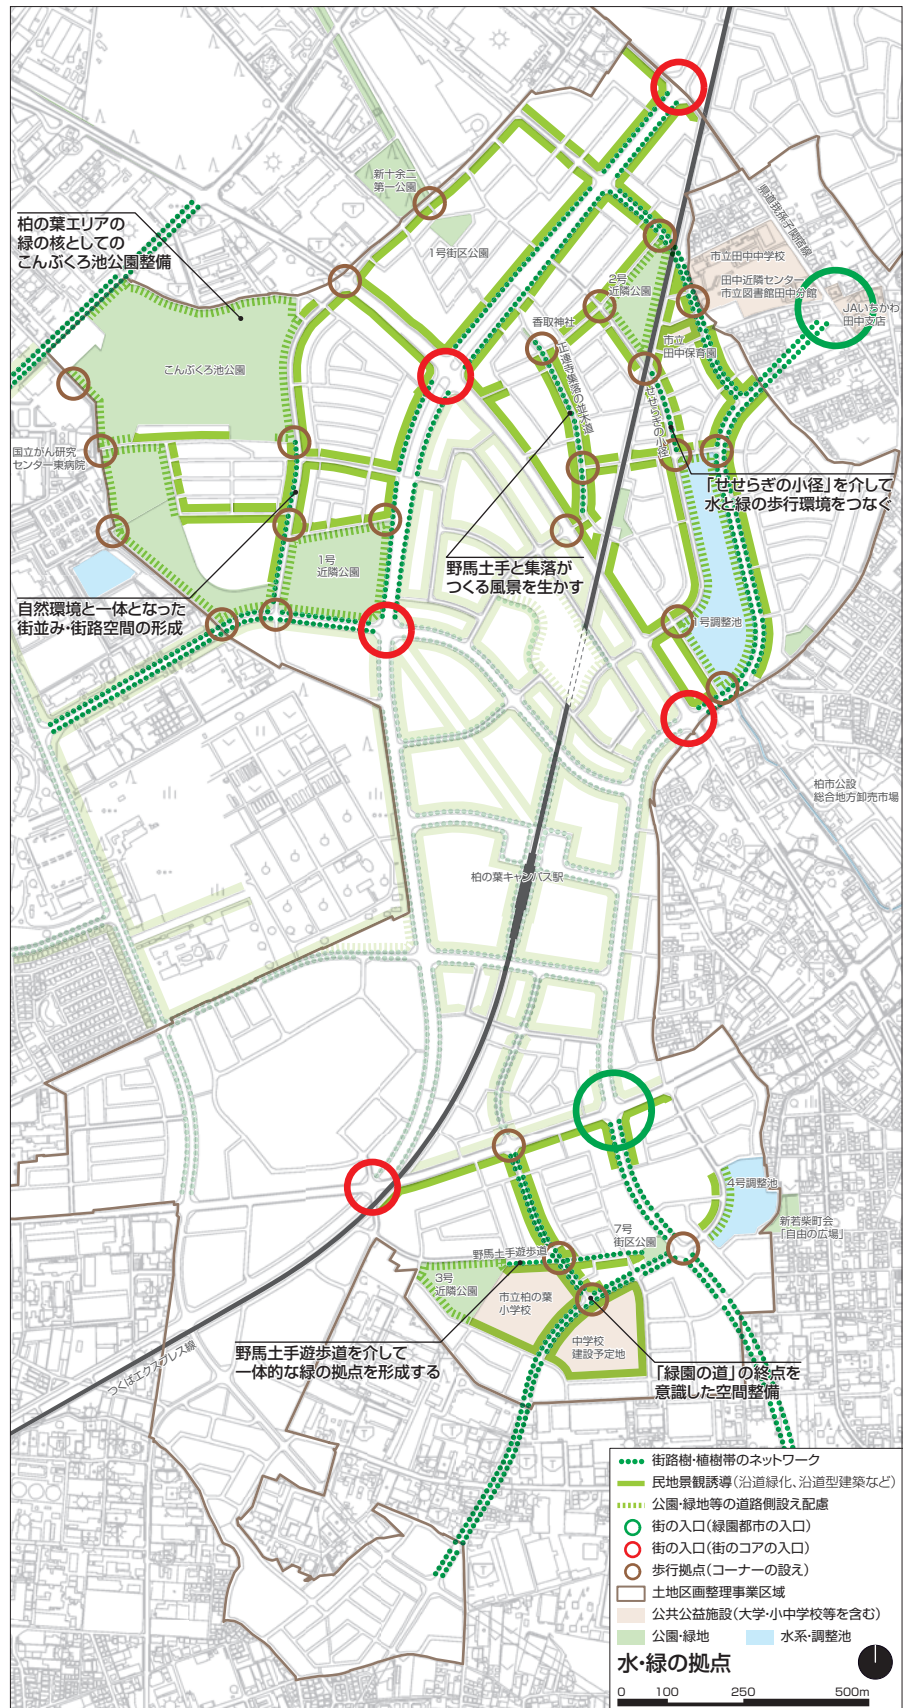 新十余二
第一公園
柏の葉エリアの
緑の核としての
こんぶくろ池公園整備
1号街区公園
県道我孫子関宿線
市立田中中学校
田中近隣センター
市立図書館田中分館
JAいちかわ
田中支店
2号
近隣公園
香取神社
市立
田中保育園
正連寺集落の並木道
せせらぎの小径
こんぶくろ池公園
国立がん研究
センター東病院
「せせらぎの小径」を介して
水と緑の歩行環境をつなぐ
1号
近隣公園
野馬土手と集落が
つくる風景を生かす
自然環境と一体となった
街並み・街路空間の形成
1号調整池
柏市公設
総合地方卸売市場
柏の葉キャンパス駅
4号調整池
新若柴町会
「自由の広場」
7号
街区公園
野馬土手遊歩道
3号
近隣公園
市立柏の葉
小学校
中学校
建設予定地
野馬土手遊歩道を介して
一体的な緑の拠点を形成する
「緑園の道」の終点を
意識した空間整備
つくばエクスプレス線
街路樹・植樹帯のネットワーク
民地景観誘導(沿道緑化、沿道型建築など)
公園・緑地等の道路側設え配慮
街の入口(緑園都市の入口)
街の入口(街のコアの入口)
歩行拠点(コーナーの設え)
土地区画整理事業区域
公共公益施設(大学・小中学校等を含む)
公園・緑地
水系・調整池
水・緑の拠点
0 100 250 500m